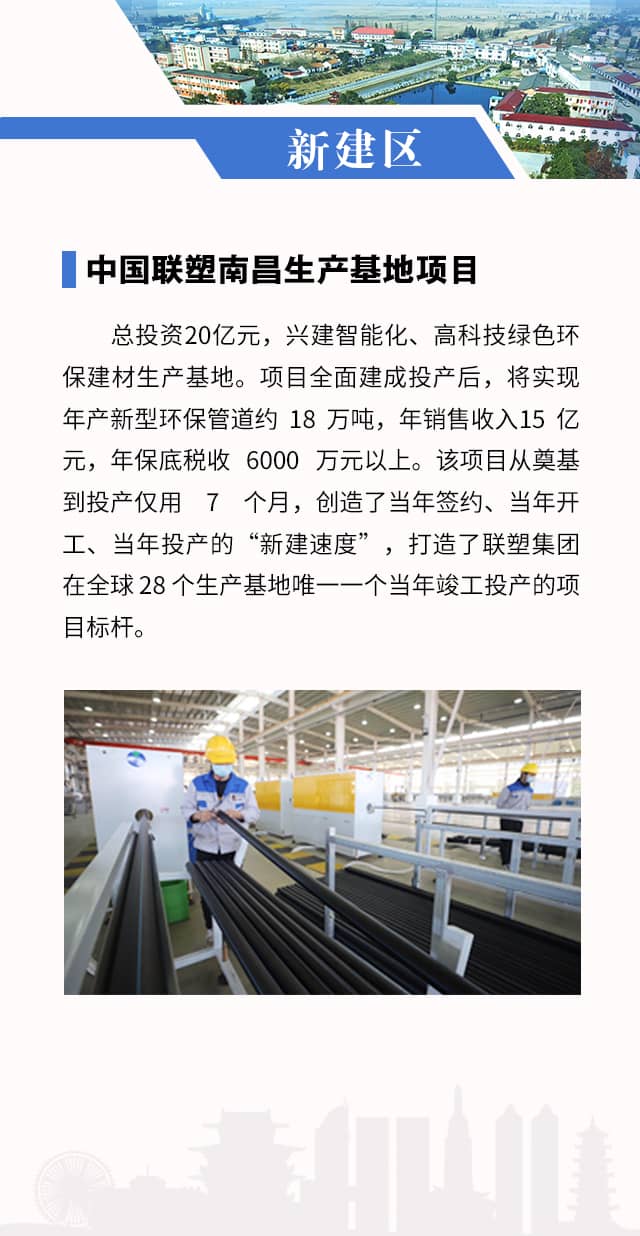 新建区
中国联塑南昌生产基地项目
总投资20亿元，兴建智能化、高科技绿色环
保建材生产基地。项目全面建成投产后，将实现
年产新型环保管道约 18 万吨，年销售收入15 亿
元，年保底税收 6000 万元以上。该项目从奠基
到投产仅用 7 个月，创造了当年签约、当年开
工、当年投产的“新建速度”，打造了联塑集团
在全球 28 个生产基地唯一一个当年竣工投产的项
目标杆。